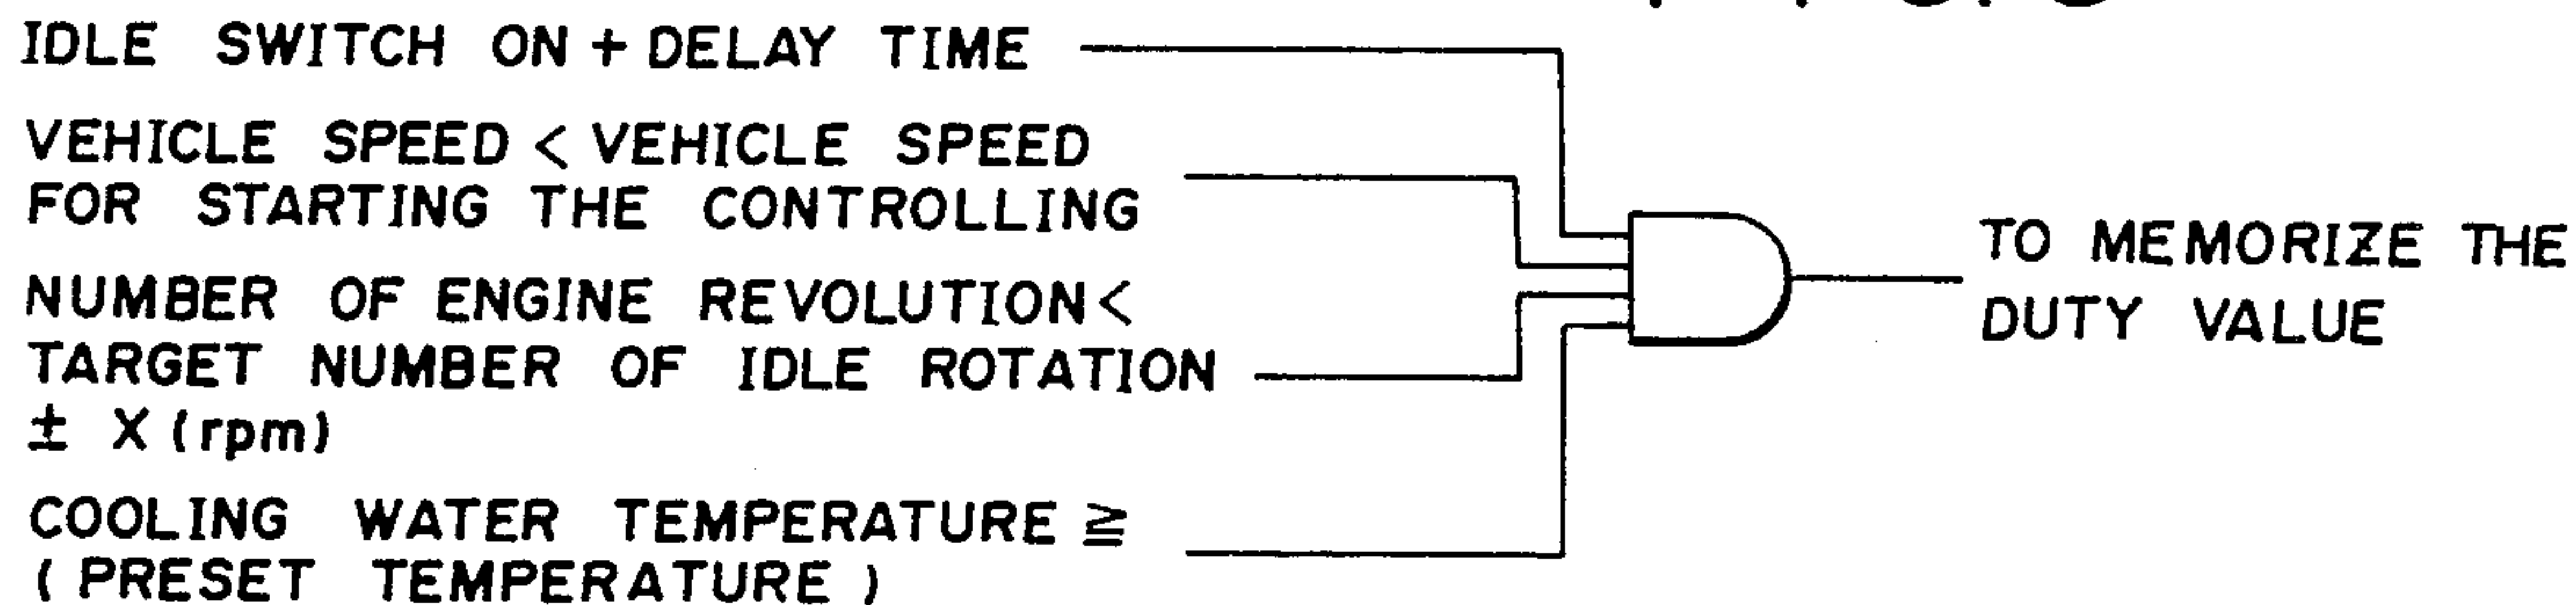 IDLE SWITCH ON + DELAY TIME
VEHICLE SPEED < VEHICLE SPEED
FOR STARTING THE CONTROLLING
NUMBER OF ENGINE REVOLUTION <
TARGET NUMBER OF IDLE ROTATION
± X (rpm)
COOLING WATER TEMPERATURE ≧
( PRESET TEMPERATURE )
TO MEMORIZE THE
DUTY VALUE